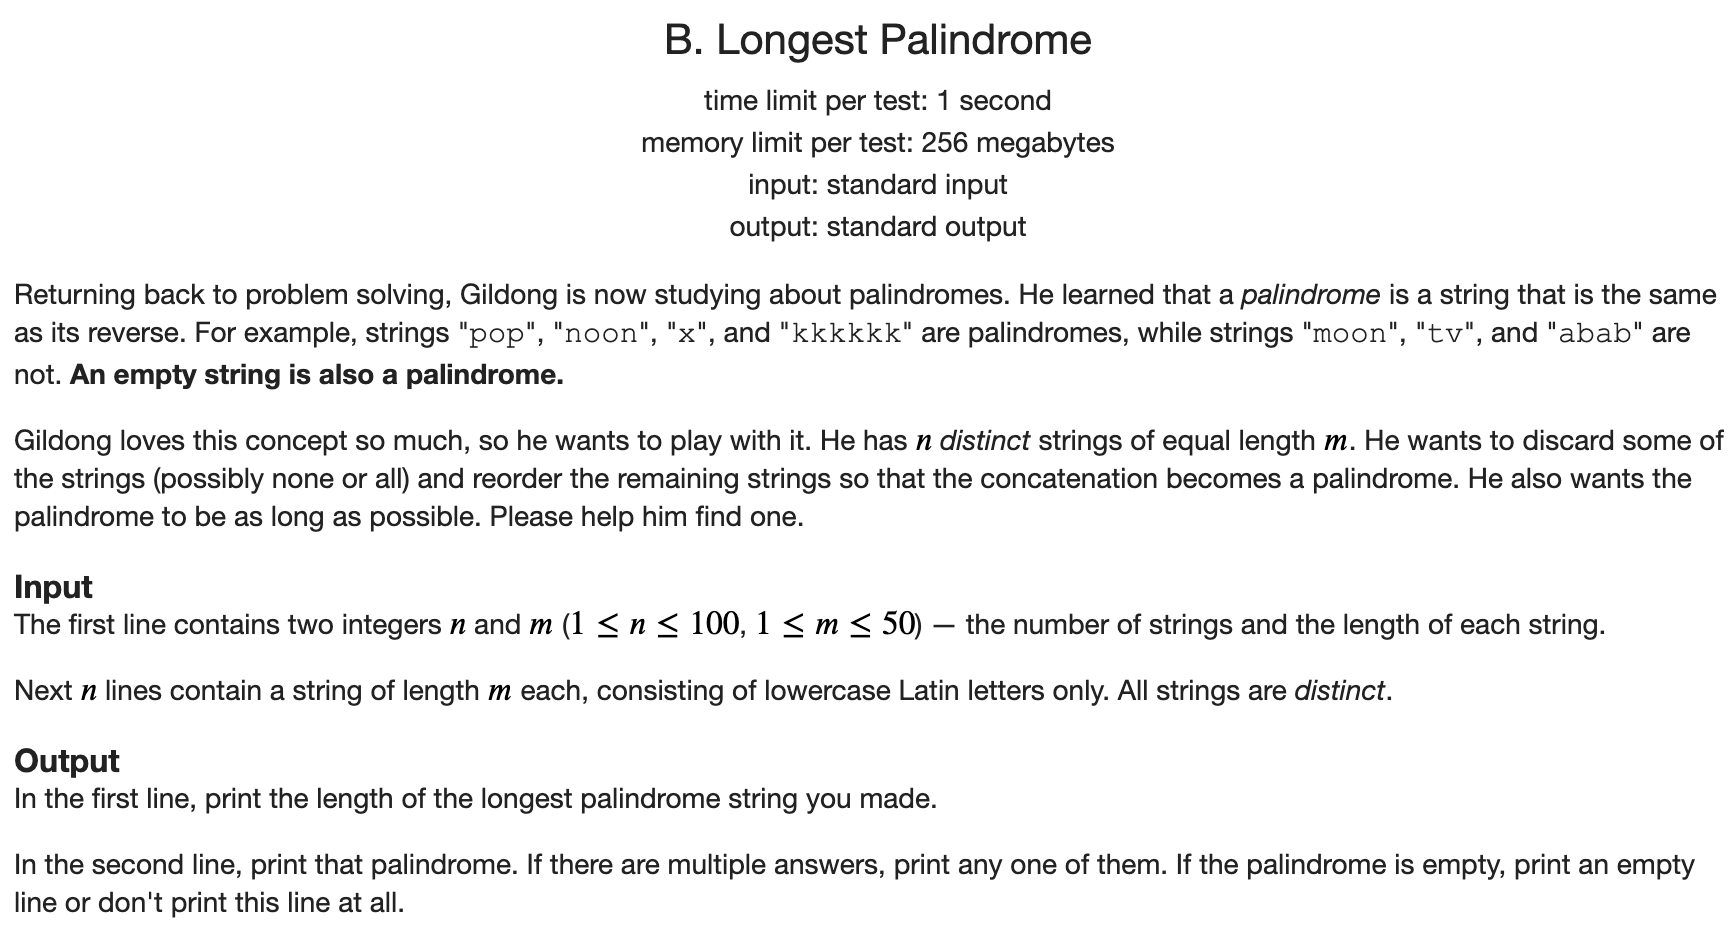 B. Longest Palindrome
time limit per test: 1 second
memory limit per test: 256 megabytes
input: standard input
output: standard output
Returning back to problem solving, Gildong is now studying about palindromes. He learned that a palindrome is a string that is the same
as its reverse. For example, strings "pop", "noon", "x", and "kkkkkk" are palindromes, while strings "moon", "tv", and "abab" are
not. An empty string is also a palindrome.
Gildong loves this concept so much, so he wants to play with it. He has n distinct strings of equal length m. He wants to discard some of
the strings (possibly none or all) and reorder the remaining strings so that the concatenation becomes a palindrome. He also wants the
palindrome to be as long as possible. Please help him find one.
Input
The first line contains two integers n and m (1 ≤ n ≤ 100, 1 ≤ m ≤ 50) — the number of strings and the length of each string.
Next n lines contain a string of length m each, consisting of lowercase Latin letters only. All strings are distinct.
Output
In the first line, print the length of the longest palindrome string you made.
In the second line, print that palindrome. If there are multiple answers, print any one of them. If the palindrome is empty, print an empty
line or don't print this line at all.